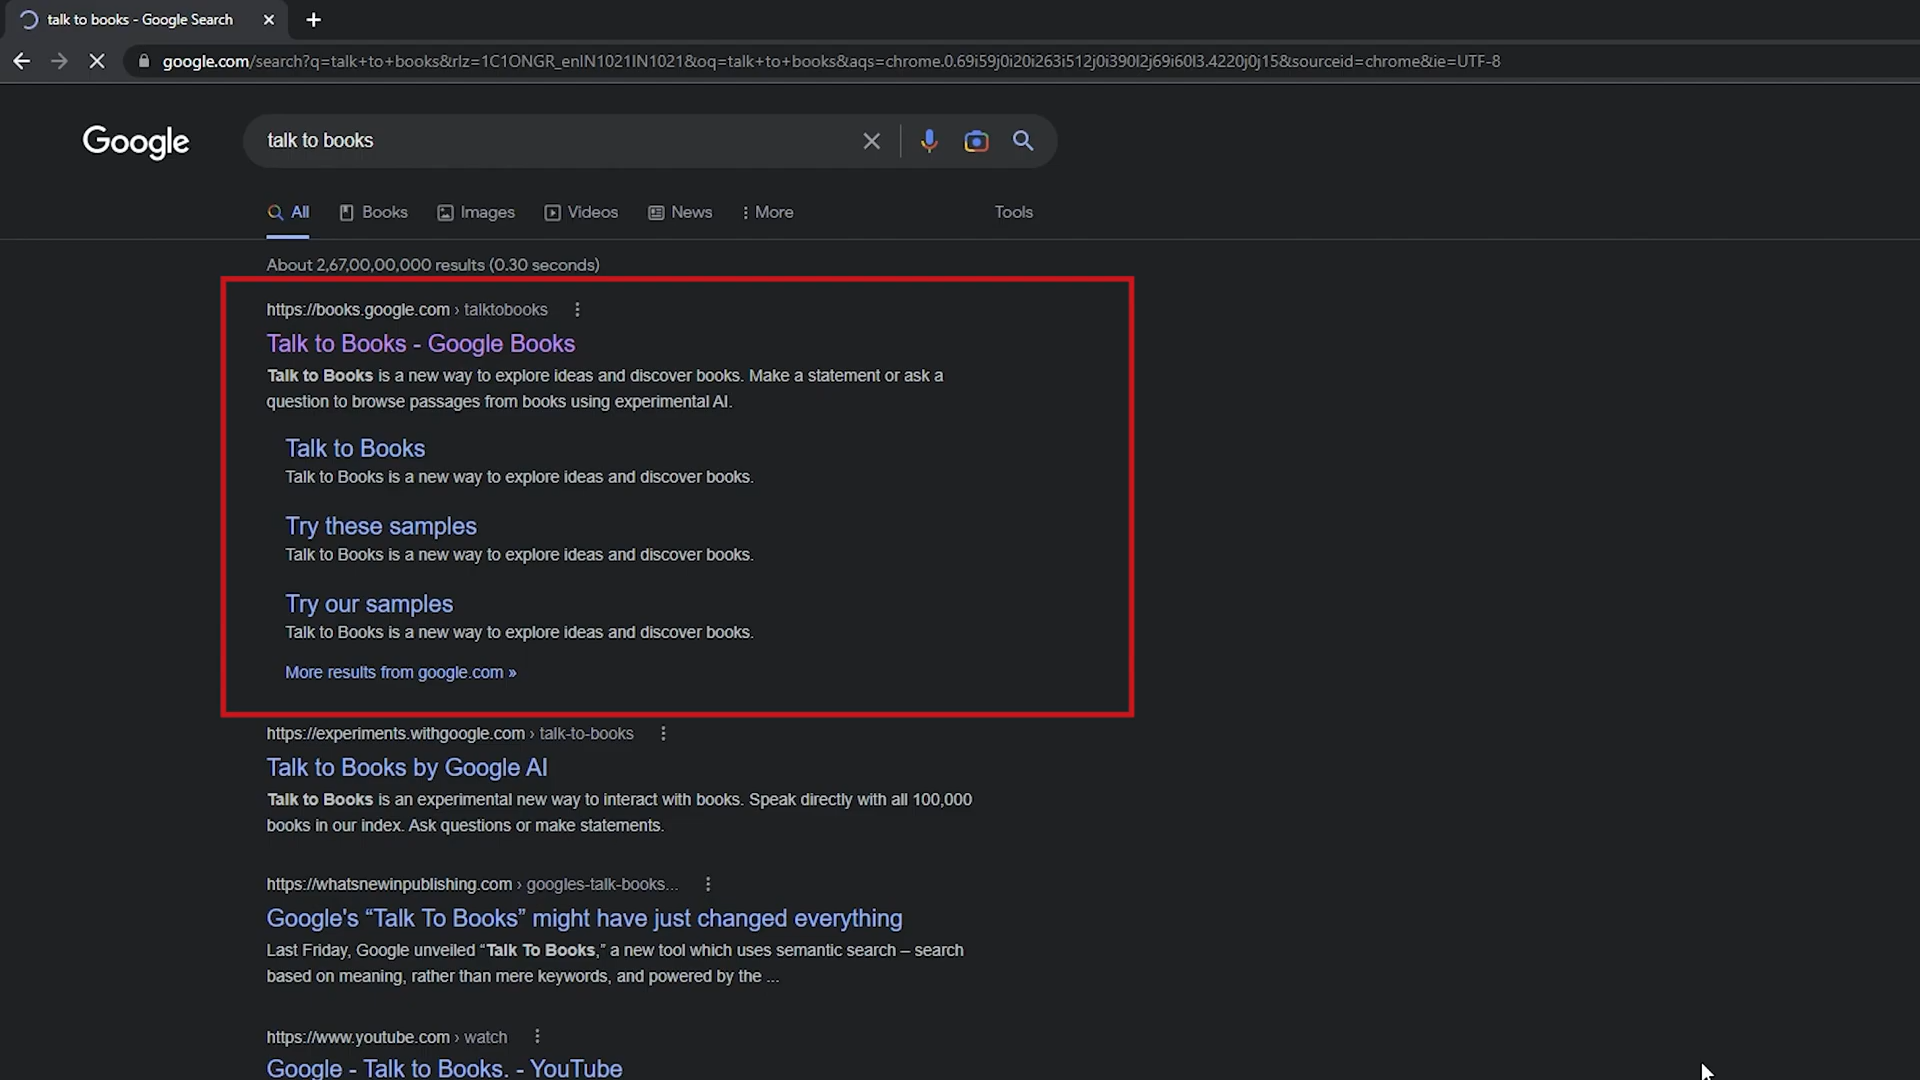 talk to books - Google Search
google.com/search?q=talk+to+books&rlz=1C1ONGR_enIN1021IN1021&oq=talk+to+books&aqs=chrome.0.69i59j0i20i263i512j0i390l2j69i60l3.4220j0j15&sourceid=chrome&ie=UTF-8
Google
talk to books
All Books Images Videos News More Tools
About 2,67,00,00,000 results (0.30 seconds)
https://books.google.com › talktobooks
Talk to Books - Google Books
Talk to Books is a new way to explore ideas and discover books. Make a statement or ask a
question to browse passages from books using experimental AI.
Talk to Books
Talk to Books is a new way to explore ideas and discover books.
Try these samples
Talk to Books is a new way to explore ideas and discover books.
Try our samples
Talk to Books is a new way to explore ideas and discover books.
More results from google.com »
https://experiments.withgoogle.com › talk-to-books
Talk to Books by Google AI
Talk to Books is an experimental new way to interact with books. Speak directly with all 100,000
books in our index. Ask questions or make statements.
https://whatsnewinpublishing.com › googles-talk-books...
Google's “Talk To Books” might have just changed everything
Last Friday, Google unveiled “Talk To Books,” a new tool which uses semantic search – search
based on meaning, rather than mere keywords, and powered by the ...
https://www.youtube.com › watch
Google - Talk to Books. - YouTube